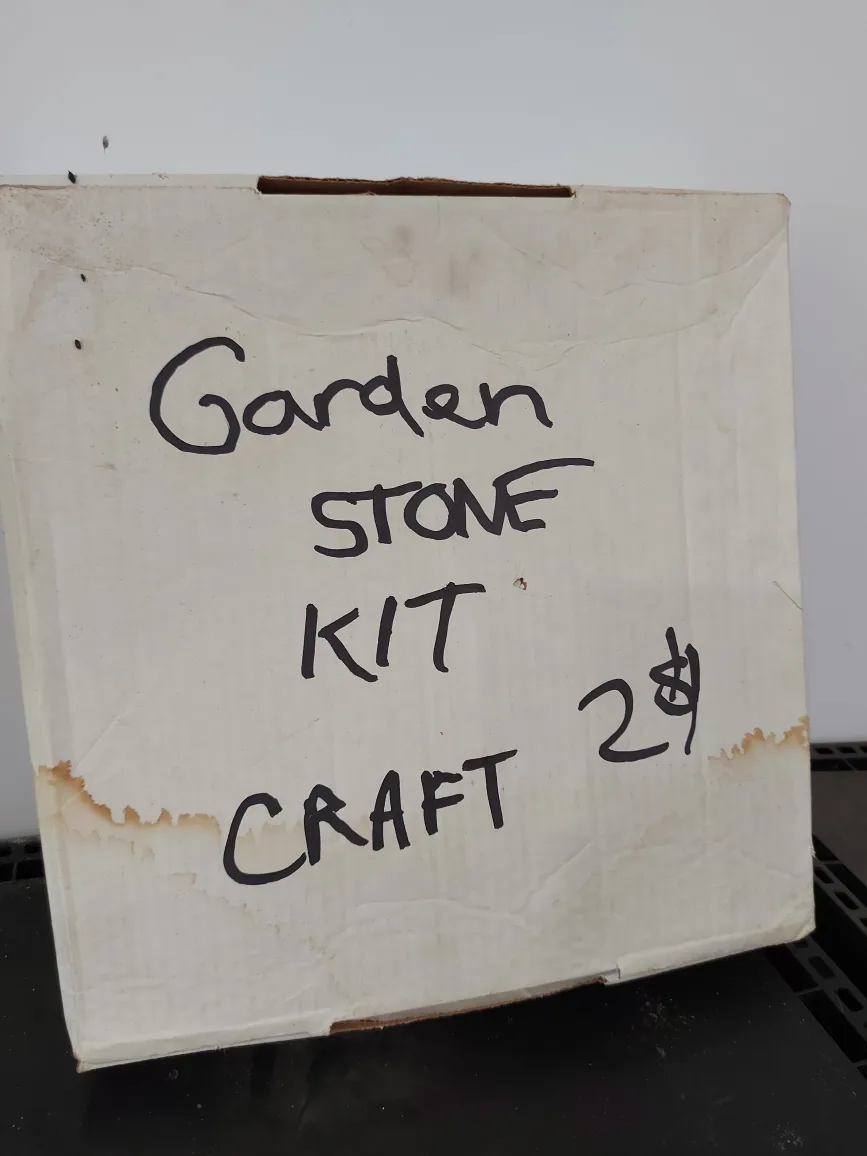 Garden
STONE
KIT
CRAFT 2$